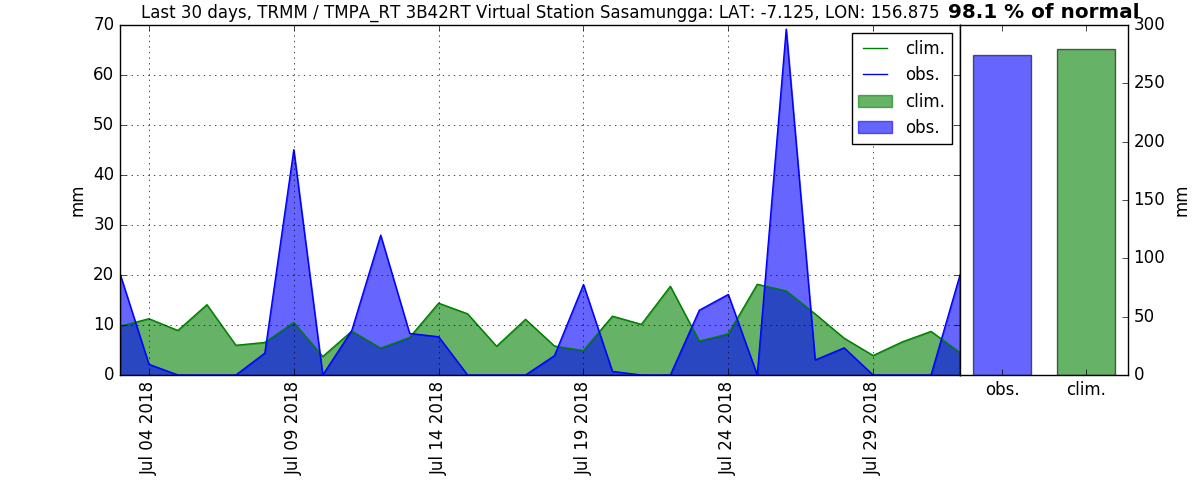 Last 30 days, TRMM / TMPA_RT 3B42RT Virtual Station Sasamungga: LAT: -7.125, LON: 156.875
98.1 % of normal
70
60
50
40
30
20
10
0
mm
clim.
obs.
clim.
obs.
Jul 04 2018
Jul 09 2018
Jul 14 2018
Jul 19 2018
Jul 24 2018
Jul 29 2018
300
250
200
150
100
50
0
mm
obs.
clim.